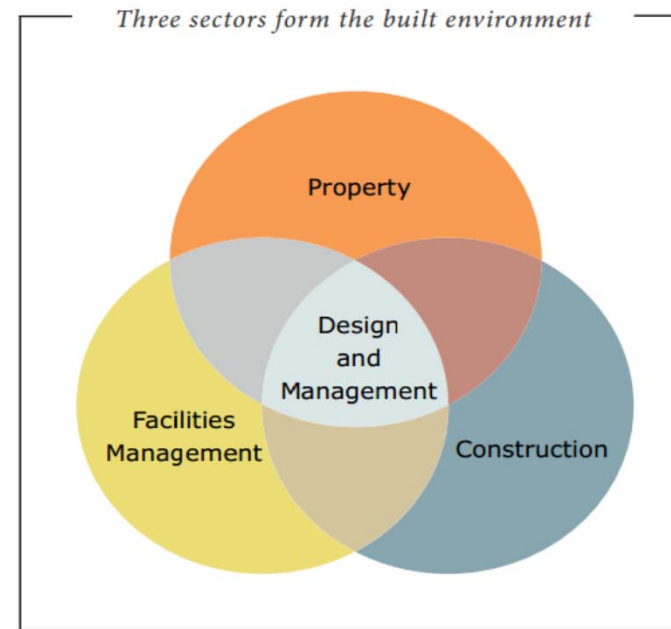 Three sectors form the built environment
Property
Design
and
Management
Facilities
Management
Construction